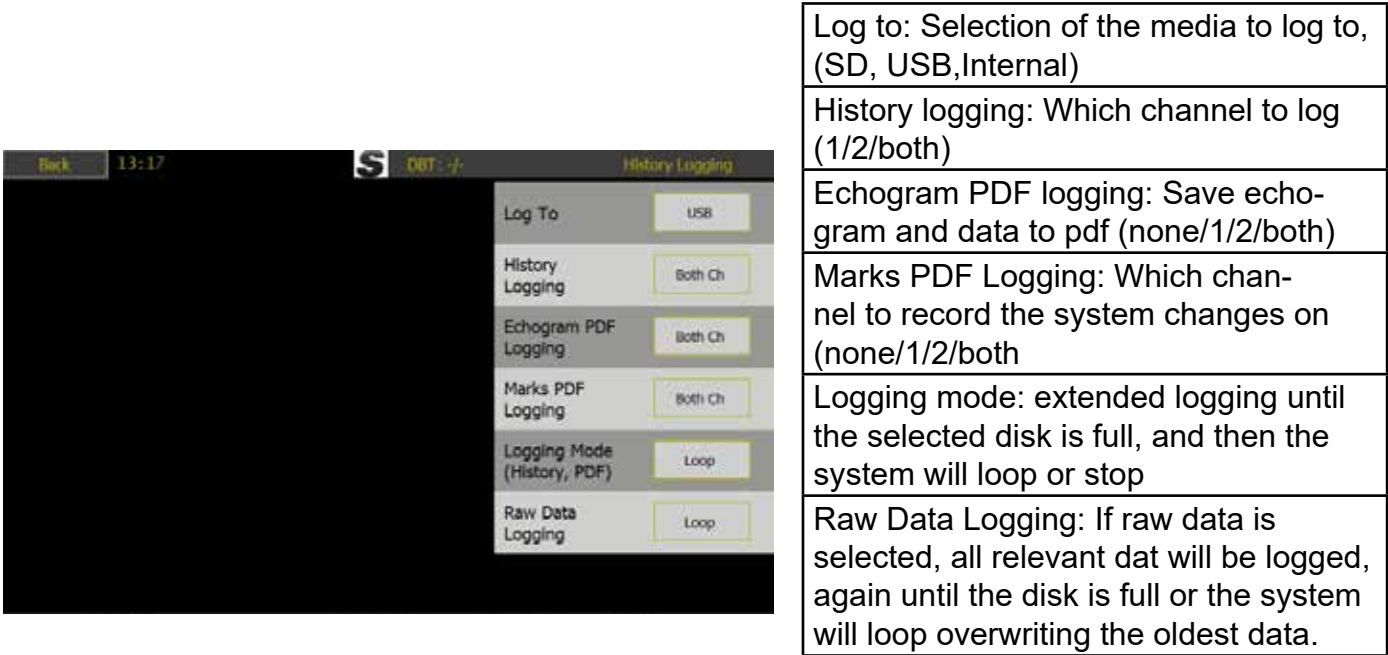 Back 13:17 S DBT: -/- History Logging
Log To USB
History
Logging
Both Ch
Echogram PDF
Logging
Both Ch
Marks PDF
Logging
Both Ch
Logging Mode
(History, PDF)
Loop
Raw Data
Logging
Loop
Log to: Selection of the media to log to,
(SD, USB,Internal)
History logging: Which channel to log
(1/2/both)
Echogram PDF logging: Save echo-
gram and data to pdf (none/1/2/both)
Marks PDF Logging: Which chan-
nel to record the system changes on
(none/1/2/both
Logging mode: extended logging until
the selected disk is full, and then the
system will loop or stop
Raw Data Logging: If raw data is
selected, all relevant dat will be logged,
again until the disk is full or the system
will loop overwriting the oldest data.